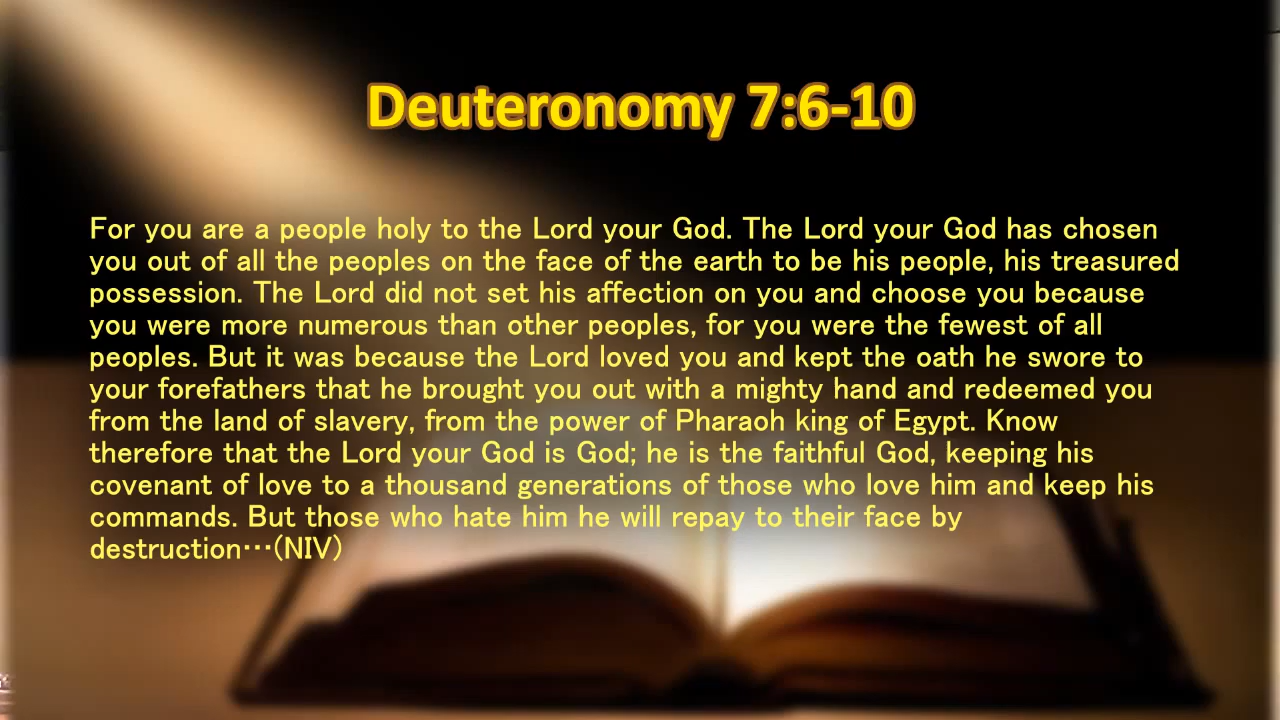 Deuteronomy 7:6-10
For you are a people holy to the Lord your God. The Lord your God has chosen
you out of all the peoples on the face of the earth to be his people, his treasured
possession. The Lord did not set his affection on you and choose you because
you were more numerous than other peoples, for you were the fewest of all
peoples. But it was because the Lord loved you and kept the oath he swore to
your forefathers that he brought you out with a mighty hand and redeemed you
from the land of slavery, from the power of Pharaoh king of Egypt. Know
therefore that the Lord your God is God; he is the faithful God, keeping his
covenant of love to a thousand generations of those who love him and keep his
commands. But those who hate him he will repay to their face by
destruction…(NIV)